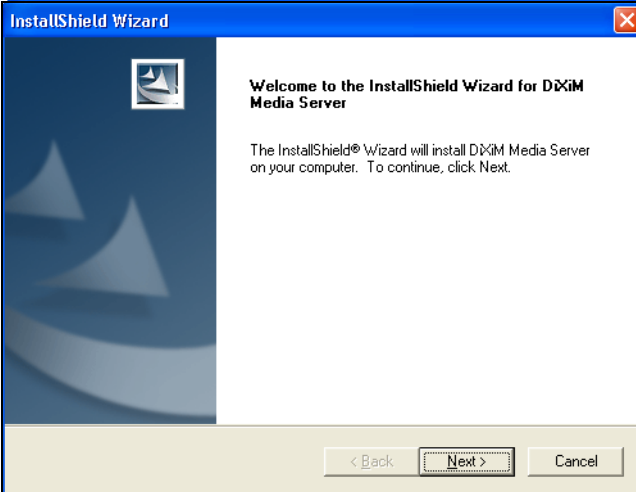 InstallShield Wizard
Welcome to the InstallShield Wizard for DiXiM
Media Server
The InstallShield® Wizard will install DiXiM Media Server
on your computer.  To continue, click Next.
< Back
Next >
Cancel